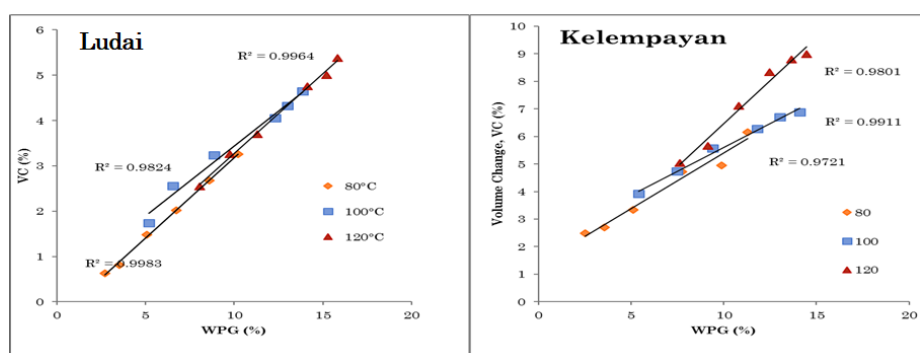 Ludai
6
5
4
3
2
1
0
VC (%)
R² = 0.9964
R² = 0.9824
R² = 0.9983
80°C
100°C
120°C
0 5 10 15 20
WPG (%)
Kelempayan
10
9
8
7
6
5
4
3
2
1
0
Volume Change, VC (%)
R² = 0.9801
R² = 0.9911
R² = 0.9721
80
100
120
0 5 10 15 20
WPG (%)